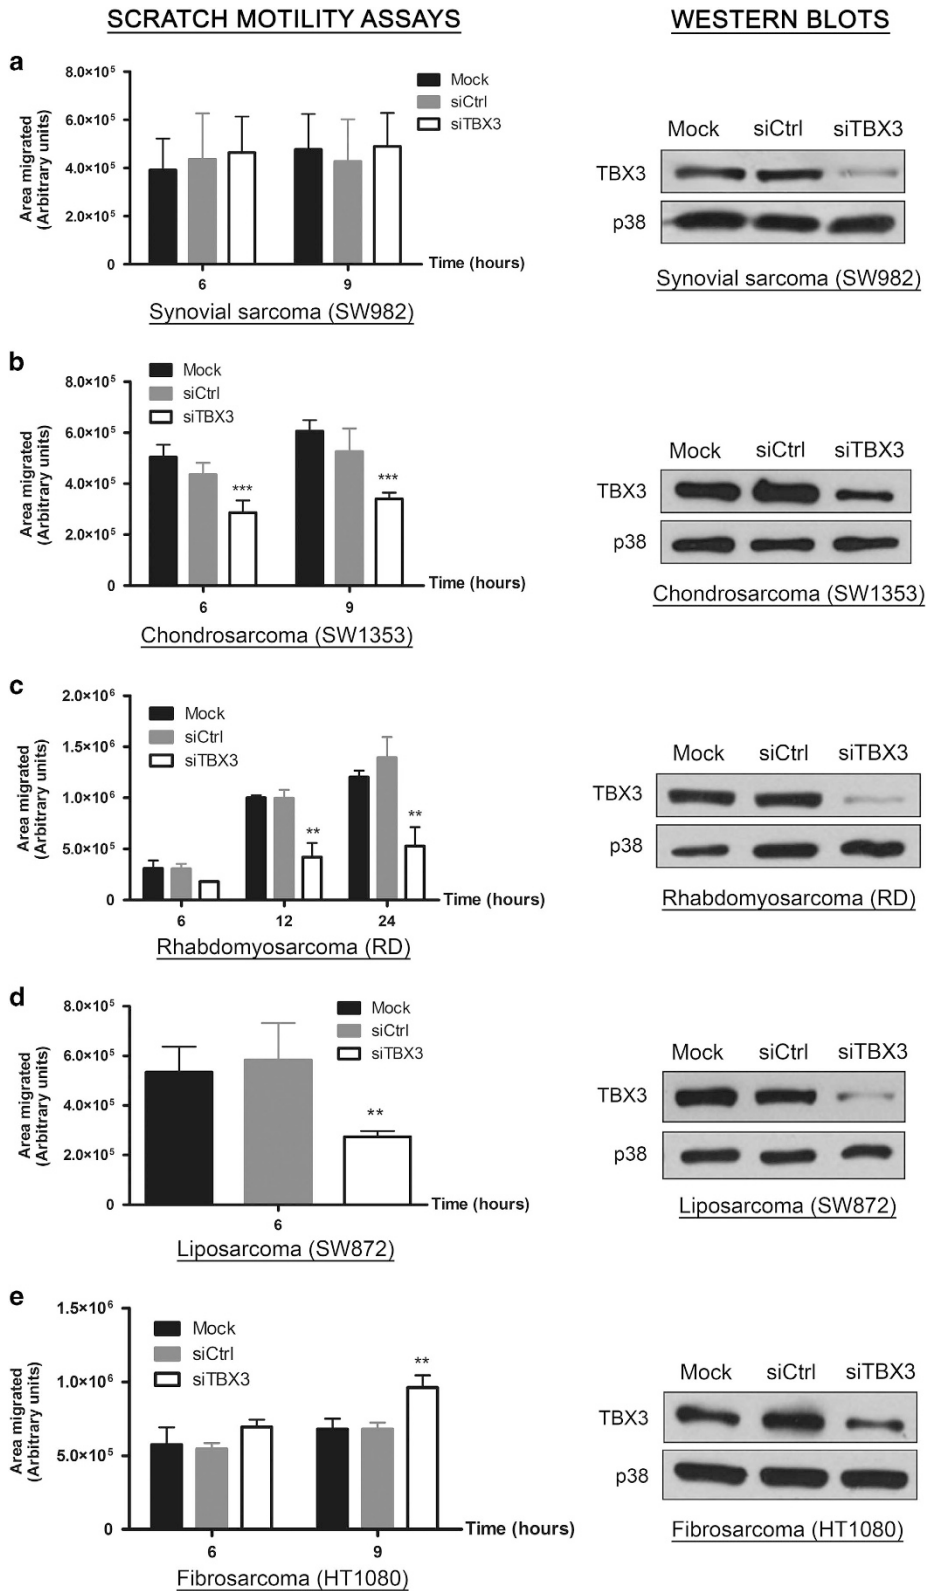 SCRATCH MOTILITY ASSAYS
WESTERN BLOTS
a
Area migrated
(Arbitrary units)
8.0×10⁵
6.0×10⁵
4.0×10⁵
2.0×10⁵
0
Mock
siCtrl
siTBX3
6
9
Time (hours)
Synovial sarcoma (SW982)
Mock siCtrl siTBX3
TBX3
p38
Synovial sarcoma (SW982)
b
Area migrated
(Arbitrary units)
8.0×10⁵
6.0×10⁵
4.0×10⁵
2.0×10⁵
0
Mock
siCtrl
siTBX3
***
***
6
9
Time (hours)
Chondrosarcoma (SW1353)
Mock siCtrl siTBX3
TBX3
p38
Chondrosarcoma (SW1353)
c
Area migrated
(Arbitrary units)
2.0×10⁶
1.5×10⁶
1.0×10⁶
5.0×10⁵
0
Mock
siCtrl
siTBX3
**
**
6
12
24
Time (hours)
Rhabdomyosarcoma (RD)
Mock siCtrl siTBX3
TBX3
p38
Rhabdomyosarcoma (RD)
d
Area migrated
(Arbitrary units)
8.0×10⁵
6.0×10⁵
4.0×10⁵
2.0×10⁵
0
Mock
siCtrl
siTBX3
**
6
Time (hours)
Liposarcoma (SW872)
Mock siCtrl siTBX3
TBX3
p38
Liposarcoma (SW872)
e
Area migrated
(Arbitrary units)
1.5×10⁶
1.0×10⁶
5.0×10⁵
0
Mock
siCtrl
siTBX3
**
6
9
Time (hours)
Fibrosarcoma (HT1080)
Mock siCtrl siTBX3
TBX3
p38
Fibrosarcoma (HT1080)